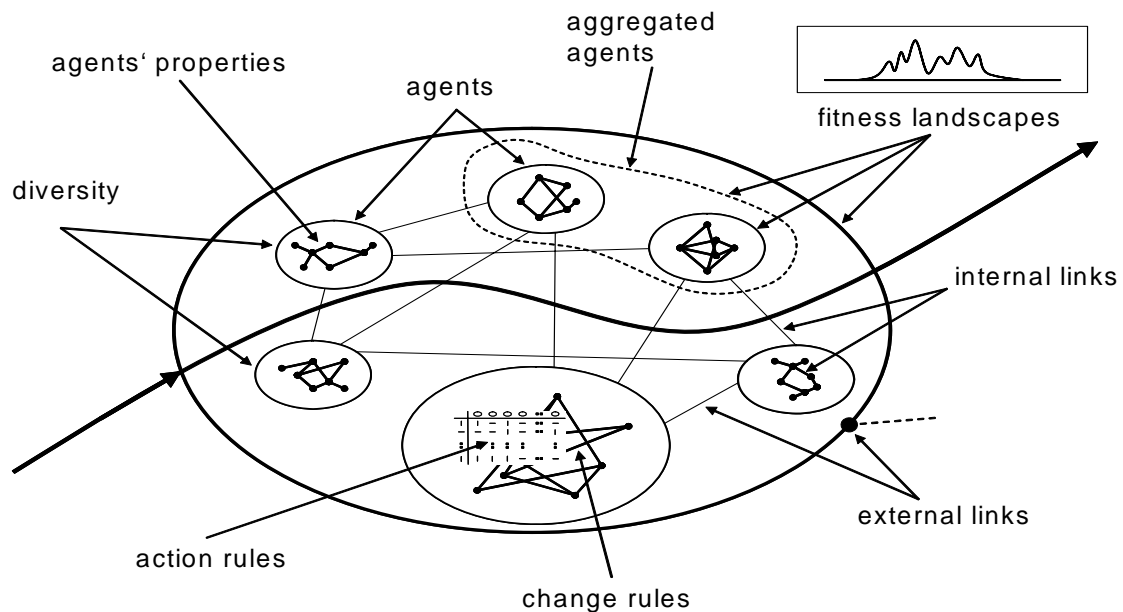 aggregated
agents
agents‘ properties
agents
fitness landscapes
diversity
internal links
external links
action rules
change rules